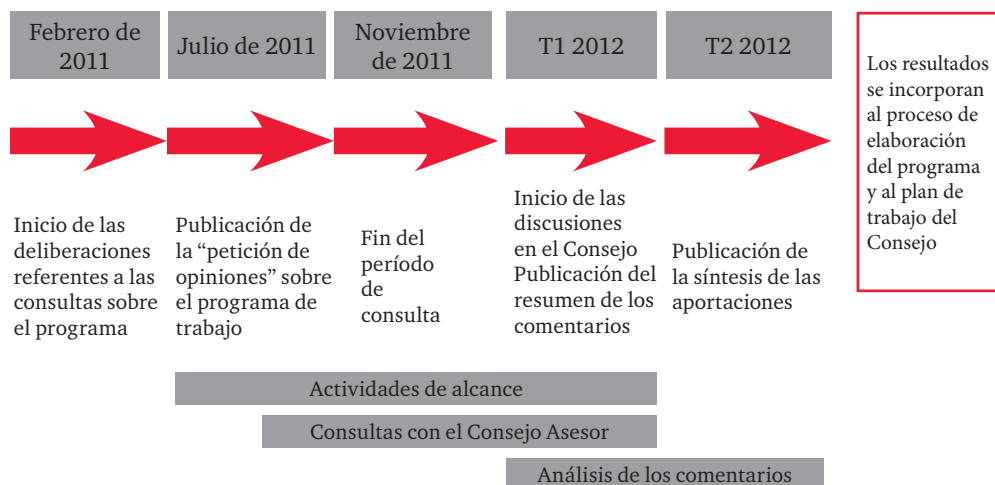 Febrero de
2011
Julio de 2011
Noviembre
de 2011
T1 2012
T2 2012
Los resultados
se incorporan
al proceso de
elaboración
del programa
y al plan de
trabajo del
Consejo
Inicio de las
deliberaciones
referentes a las
consultas sobre
el programa
Publicación de
la “petición de
opiniones” sobre
el programa de
trabajo
Fin del
período
de
consulta
Inicio de las
discusiones
en el Consejo
Publicación del
resumen de los
comentarios
Publicación de
la síntesis de las
aportaciones
Actividades de alcance
Consultas con el Consejo Asesor
Análisis de los comentarios